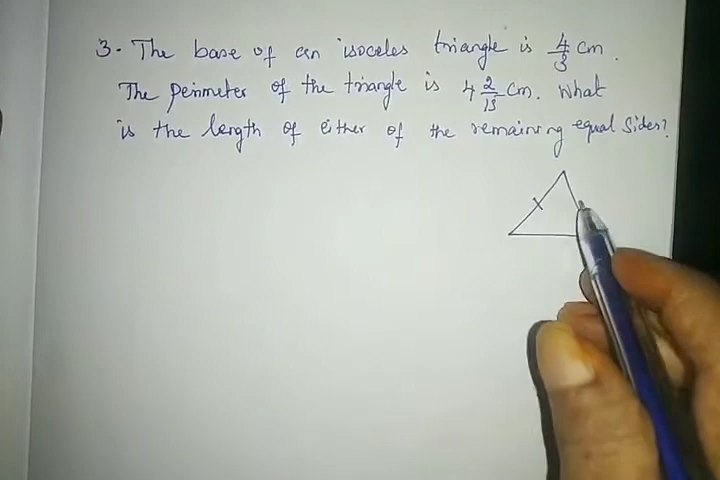 3. The base of an isoceles triangle is 4/3 cm.
The perimeter of the triangle is 4 2/15 cm. What
is the length of either of the remaining equal sides?